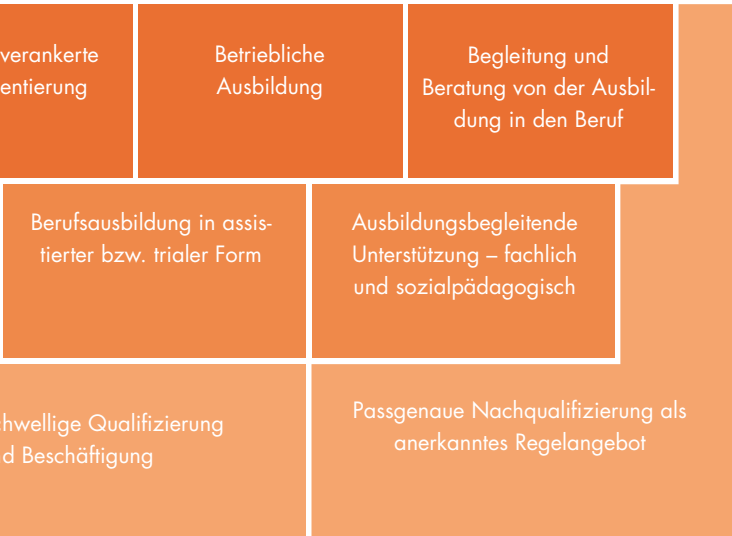 verankerte
entierung
Betriebliche
Ausbildung
Begleitung und
Beratung von der Ausbil-
dung in den Beruf
Berufsausbildung in assis-
tierter bzw. trialer Form
Ausbildungsbegleitende
Unterstützung – fachlich
und sozialpädagogisch
hwellige Qualifizierung
d Beschäftigung
Passgenaue Nachqualifizierung als
anerkanntes Regelangebot